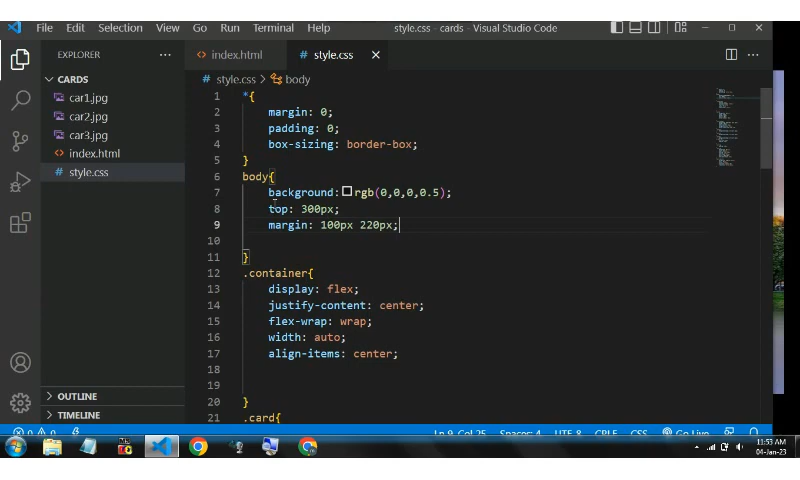 File Edit Selection View Go Run Terminal Help style.css - cards - Visual Studio Code
EXPLORER
index.html
style.css
CARDS
style.css > body
car1.jpg
car2.jpg
car3.jpg
index.html
style.css
1 *{
2 margin: 0;
3 padding: 0;
4 box-sizing: border-box;
5 }
6 body{
7 background: rgb(0,0,0,0.5);
8 top: 300px;
9 margin: 100px 220px;
10
11 }
12 .container{
13 display: flex;
14 justify-content: center;
15 flex-wrap: wrap;
16 width: auto;
17 align-items: center;
18
19
20 }
21 .card{
OUTLINE
TIMELINE
0 0 Ln 9, Col 25 Spaces: 4 UTF-8 CRLF CSS Go Live
11:53 AM
04-Jan-23